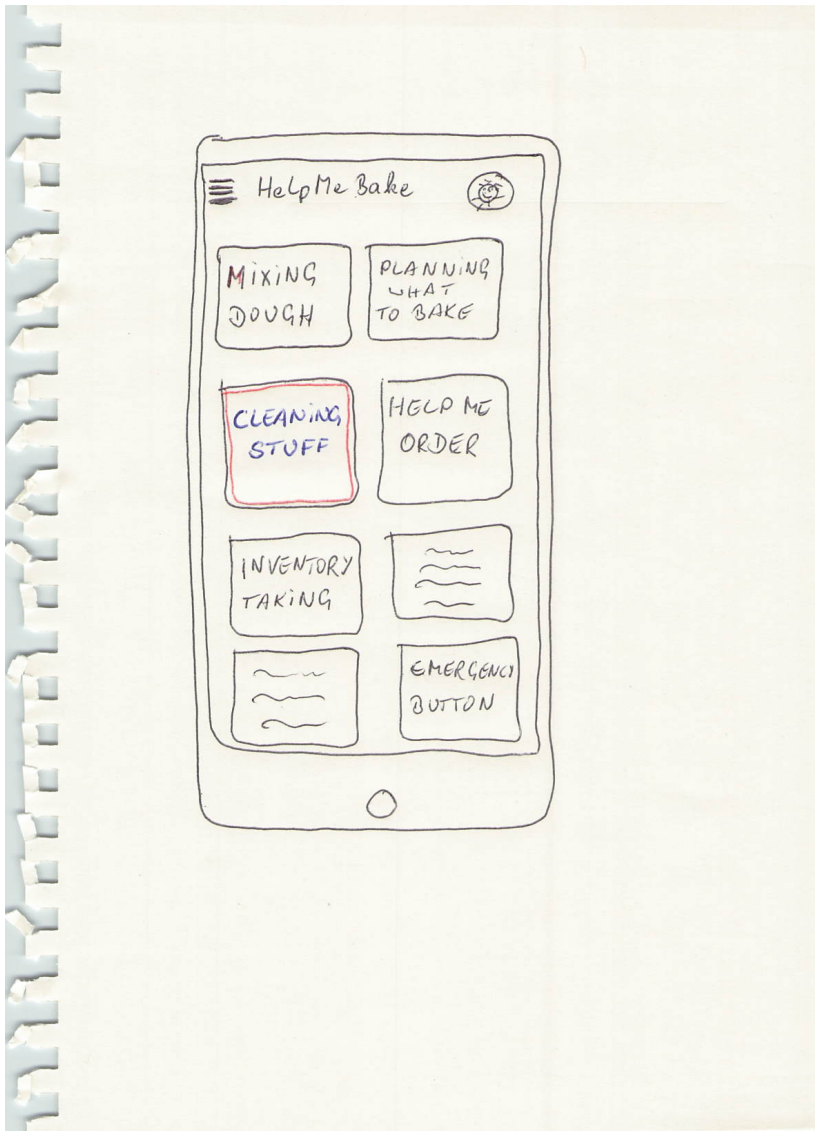 HelpMe Bake
MixiNG
DOUGH
PLANNiNG
WHAT
TO BAKE
CLEANiNG
STUFF
HELP ME
ORDER
INVENTORY
TAKiNG
EMERGENCY
BUTTON